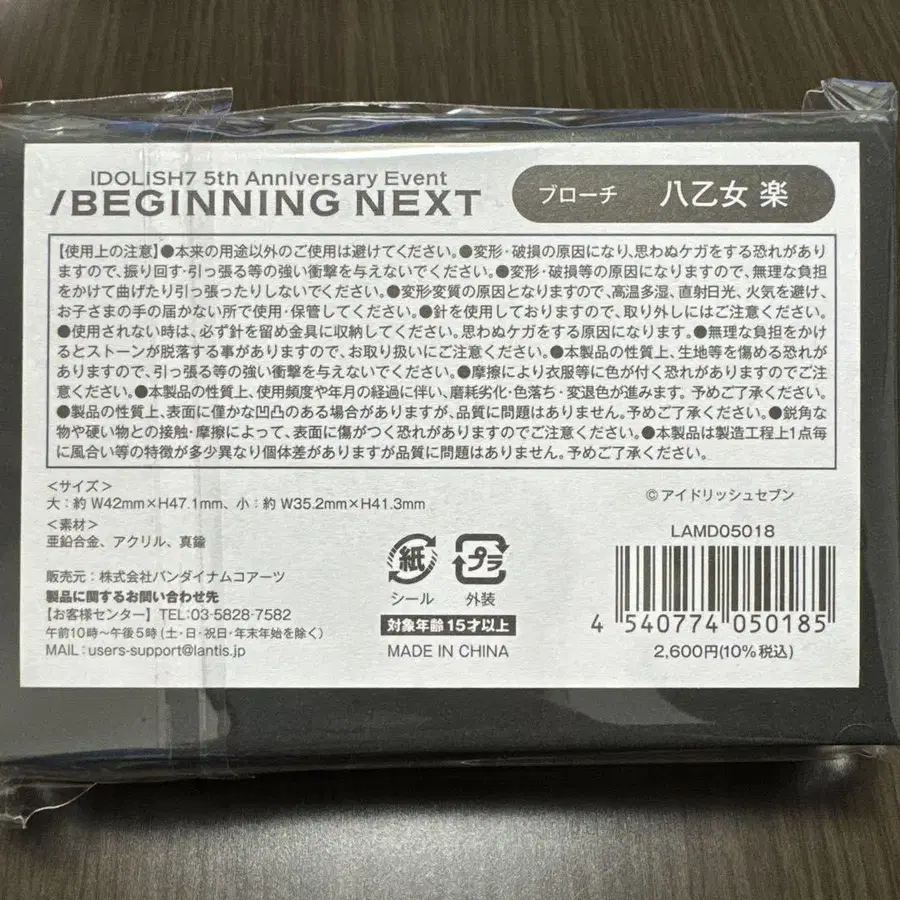 IDOLiSH7 5th Anniversary Event
/BEGINNING NEXT
ブローチ 八乙女 楽
【使用上の注意】●本来の用途以外のご使用は避けてください。●変形・破損の原因になり、思わぬケガをする恐れがあり
ますので、振り回す・引っ張る等の強い衝撃を与えないでください。●変形・破損等の原因になりますので、無理な負担
をかけて曲げたり引っ張ったりしないでください。●変形変質の原因となりますので、高温多湿、直射日光、火気を避け、
お子さまの手の届かない所で使用・保管してください。●針を使用しておりますので、取り外しにはご注意ください。
●使用されない時は、必ず針を留め金具に収納してください。思わぬケガをする原因になります。●無理な負担をかけ
るとストーンが脱落する事がありますので、お取り扱いにご注意ください。●本製品の性質上、生地等を傷める恐れが
ありますので、引っ張る等の強い衝撃を与えないでください。●摩擦により衣服等に色が付く恐れがありますのでご注
意ください。●本製品の性質上、使用頻度や年月の経過に伴い、磨耗劣化・色落ち・変退色が進みます。予めご了承ください。
●製品の性質上、表面に僅かな凹凸のある場合がありますが、品質に問題はありません。予めご了承ください。●鋭角な
物や硬い物との接触・摩擦によって、表面に傷がつく恐れがありますのでご注意ください。●本製品は製造工程上1点毎
に風合い等の特徴が多少異なり個体差がありますが品質に問題はありません。予めご了承ください。
＜サイズ＞
大：約 W42mm×H47.1mm、小：約 W35.2mm×H41.3mm
＜素材＞
亜鉛合金、アクリル、真鍮
販売元：株式会社バンダイナムコアーツ
製品に関するお問い合わせ先
【お客様センター】TEL:03-5828-7582
午前10時～午後5時（土・日・祝日・年末年始を除く）
MAIL：users-support@lantis.jp
紙
シール
プラ
外装
対象年齢15才以上
MADE IN CHINA
©アイドリッシュセブン
LAMD05018
4 540774 050185
2,600円(10%税込)